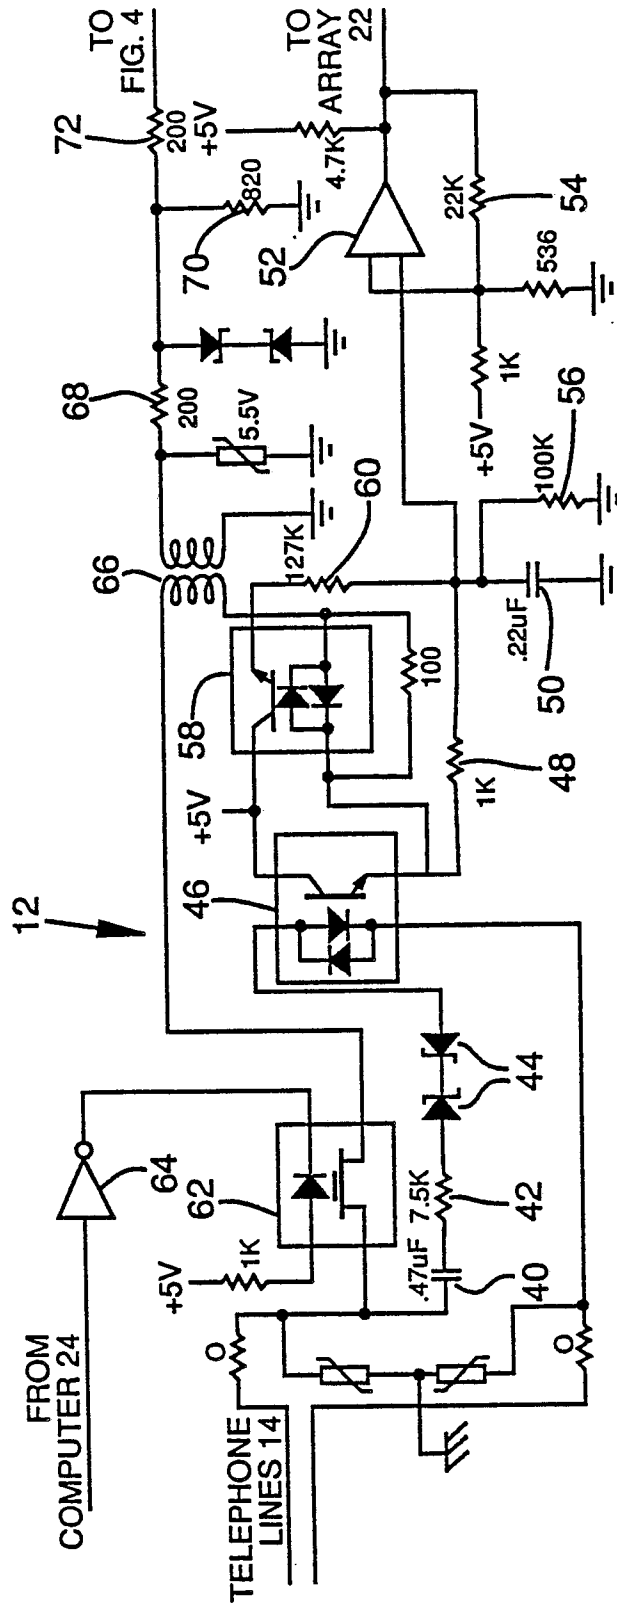 FROM
COMPUTER 24
64
+5V
1K
62
TELEPHONE
LINES 14
O
O
.47uF
40
7.5K
42
44
12
46
+5V
58
66
100
1K
48
127K
60
.22uF
50
100K
56
5.5V
68
200
+5V
1K
536
52
70
820
22K
54
72
200
+5V
4.7K
TO
FIG. 4
TO
ARRAY
22